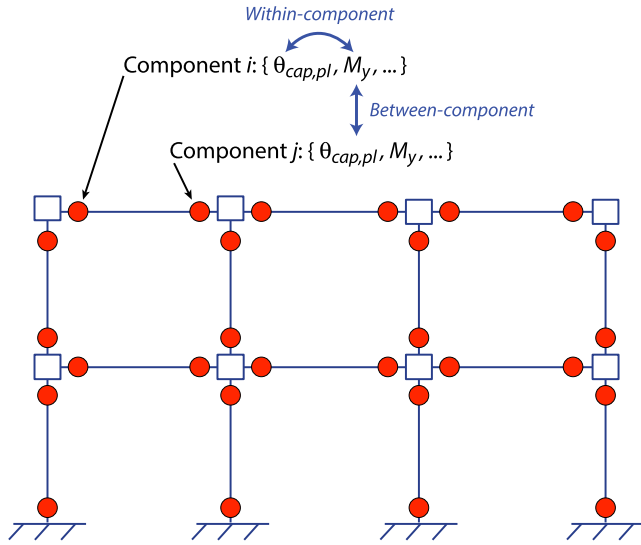 Within-component
Component i: { θcap,pl, My, ... }
Between-component
Component j: { θcap,pl, My, ... }